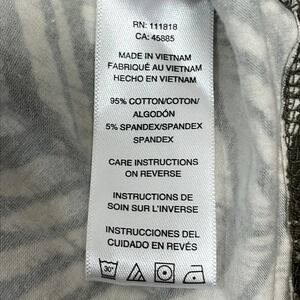 RN: 111818
CA: 45885
MADE IN VIETNAM
FABRIQUÉ AU VIETNAM
HECHO EN VIETNAM
95% COTTON/COTON/
ALGODÓN
5% SPANDEX/SPANDEX
SPANDEX
CARE INSTRUCTIONS
ON REVERSE
INSTRUCTIONS DE
SOIN SUR L'INVERSE
INSTRUCCIONES DEL
CUIDADO EN REVÉS
30°